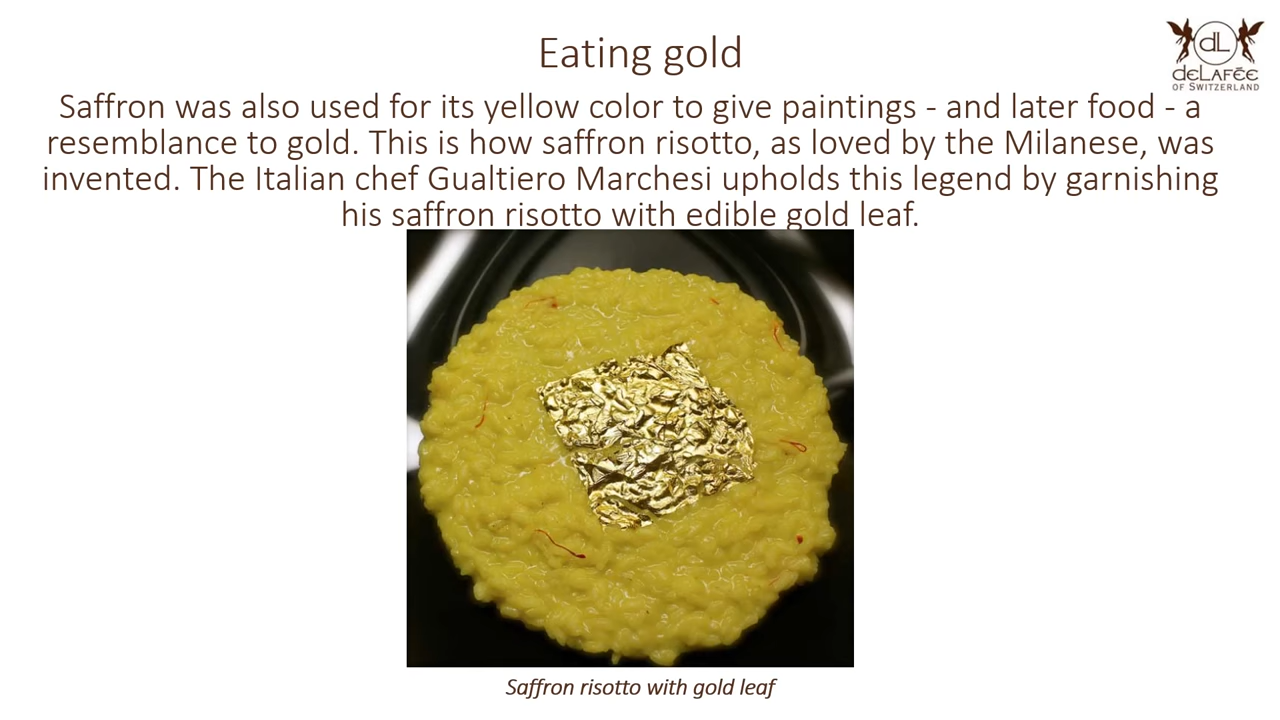 Eating gold
dL
deLAFÉE
OF SWITZERLAND
Saffron was also used for its yellow color to give paintings - and later food - a
resemblance to gold. This is how saffron risotto, as loved by the Milanese, was
invented. The Italian chef Gualtiero Marchesi upholds this legend by garnishing
his saffron risotto with edible gold leaf.
Saffron risotto with gold leaf